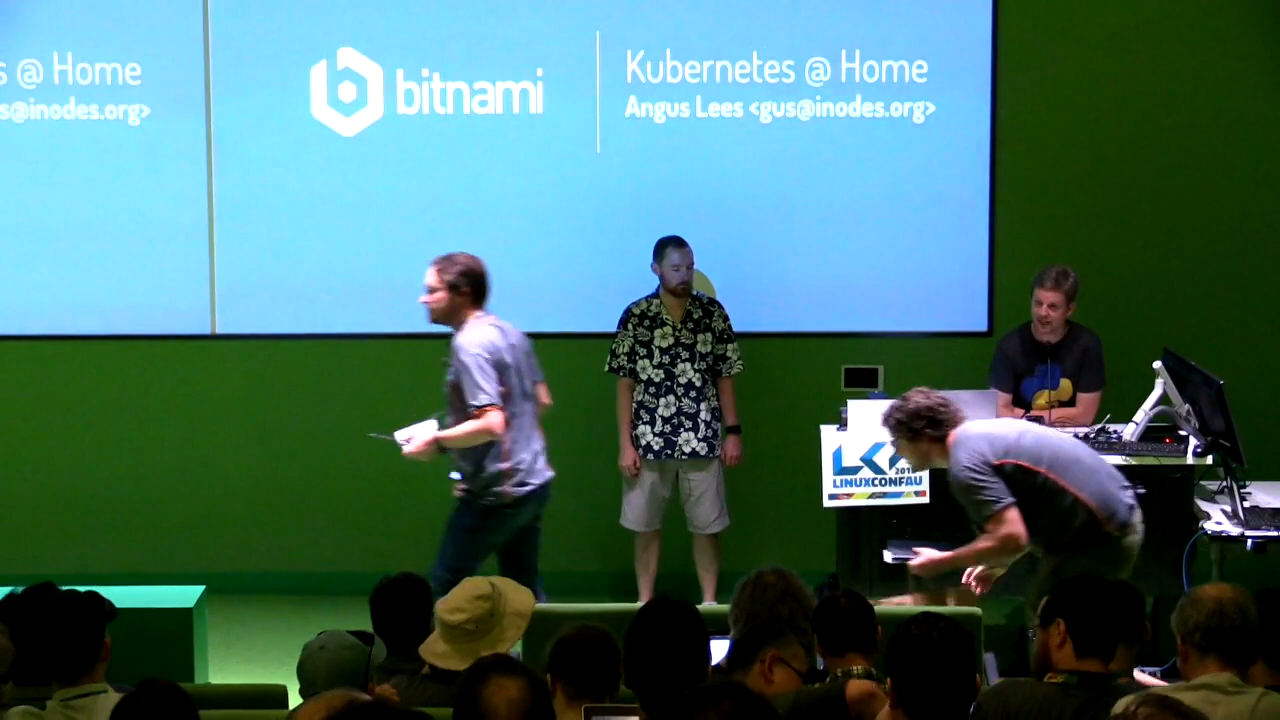 s @ Home
s@inodes.org>
bitnami
Kubernetes @ Home
Angus Lees <gus@inodes.org>
LINUXCONFAU